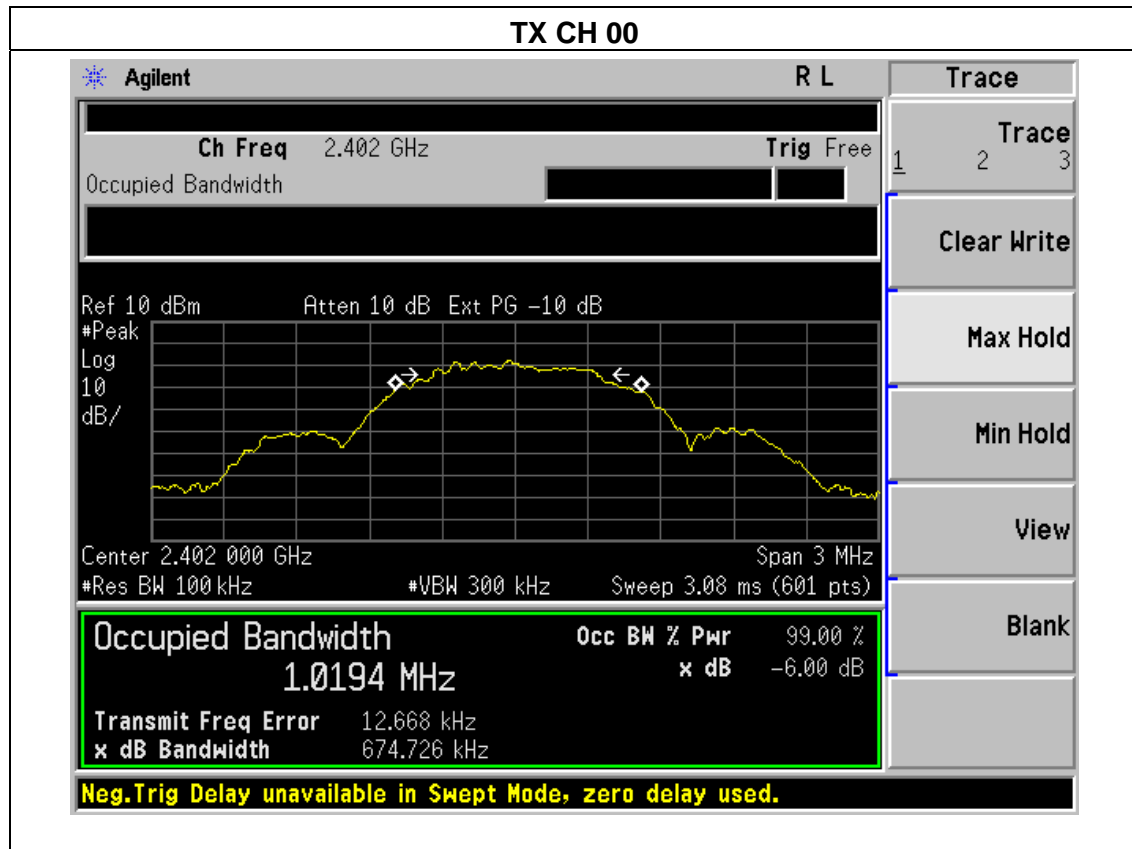 TX CH 00
Agilent R L Trace
Ch Freq 2.402 GHz Trig Free
Occupied Bandwidth
Trace
1 2 3
Clear Write
Max Hold
Min Hold
View
Blank
Ref 10 dBm Atten 10 dB Ext PG -10 dB
#Peak
Log
10
dB/
Center 2.402 000 GHz Span 3 MHz
#Res BW 100 kHz #VBW 300 kHz Sweep 3.08 ms (601 pts)
Occupied Bandwidth Occ BW % Pwr 99.00 %
1.0194 MHz x dB -6.00 dB
Transmit Freq Error 12.668 kHz
x dB Bandwidth 674.726 kHz
Neg.Trig Delay unavailable in Swept Mode, zero delay used.